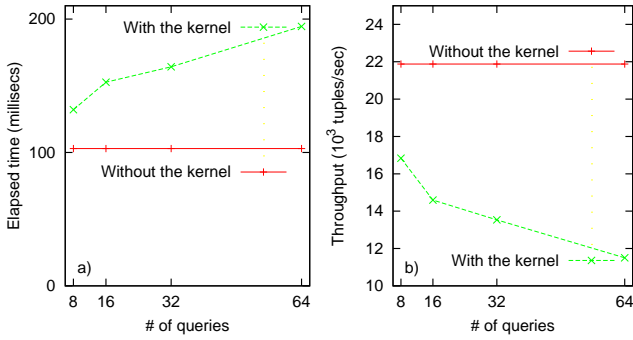 200
With the kernel
Elapsed time (millisecs)
100
Without the kernel
a)
0
8 16 32 64
# of queries
26
24
Without the kernel
22
20
Throughput (10³ tuples/sec)
18
16
14
12
With the kernel
b)
10
8 16 32 64
# of queries